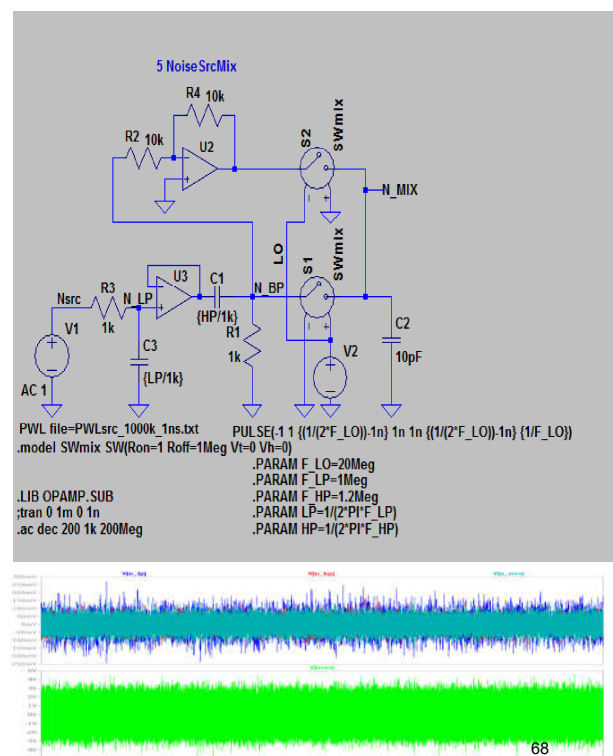 5 NoiseSrcMix
R4 10k
R2 10k
U2
S2
SWmix
N_MIX
LO
S1
SWmix
U3
C1
N_BP
{HP/1k}
Nsrc
R3
N_LP
1k
V1
C3
{LP/1k}
R1
1k
V2
C2
10pF
AC 1
PWL file=PWLsrc_1000k_1ns.txt
PULSE(-1 1 {(1/(2*F_LO))-1n} 1n 1n {(1/(2*F_LO))-1n} {1/F_LO})
.model SWmix SW(Ron=1 Roff=1Meg Vt=0 Vh=0)
.PARAM F_LO=20Meg
.PARAM F_LP=1Meg
.LIB OPAMP.SUB
.PARAM F_HP=1.2Meg
;tran 0 1m 0 1n
.PARAM LP=1/(2*PI*F_LP)
.ac dec 200 1k 200Meg
.PARAM HP=1/(2*PI*F_HP)
68